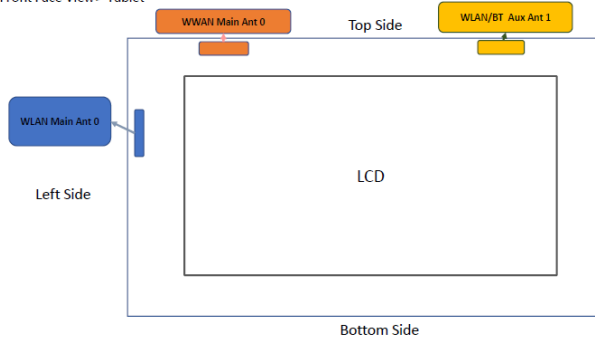 Front Face View- Tablet
WWAN Main Ant 0
Top Side
WLAN/BT Aux Ant 1
WLAN Main Ant 0
Left Side
LCD
Bottom Side